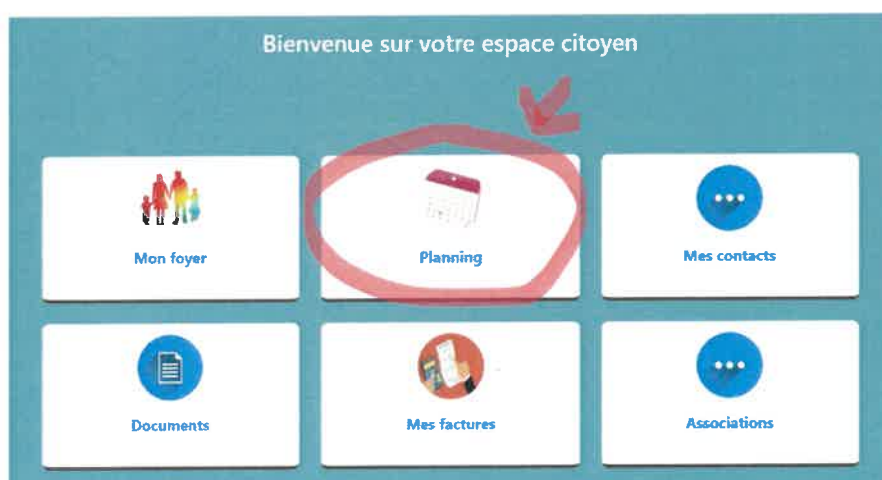 Bienvenue sur votre espace citoyen
Mon foyer
Planning
Mes contacts
Documents
Mes factures
Associations